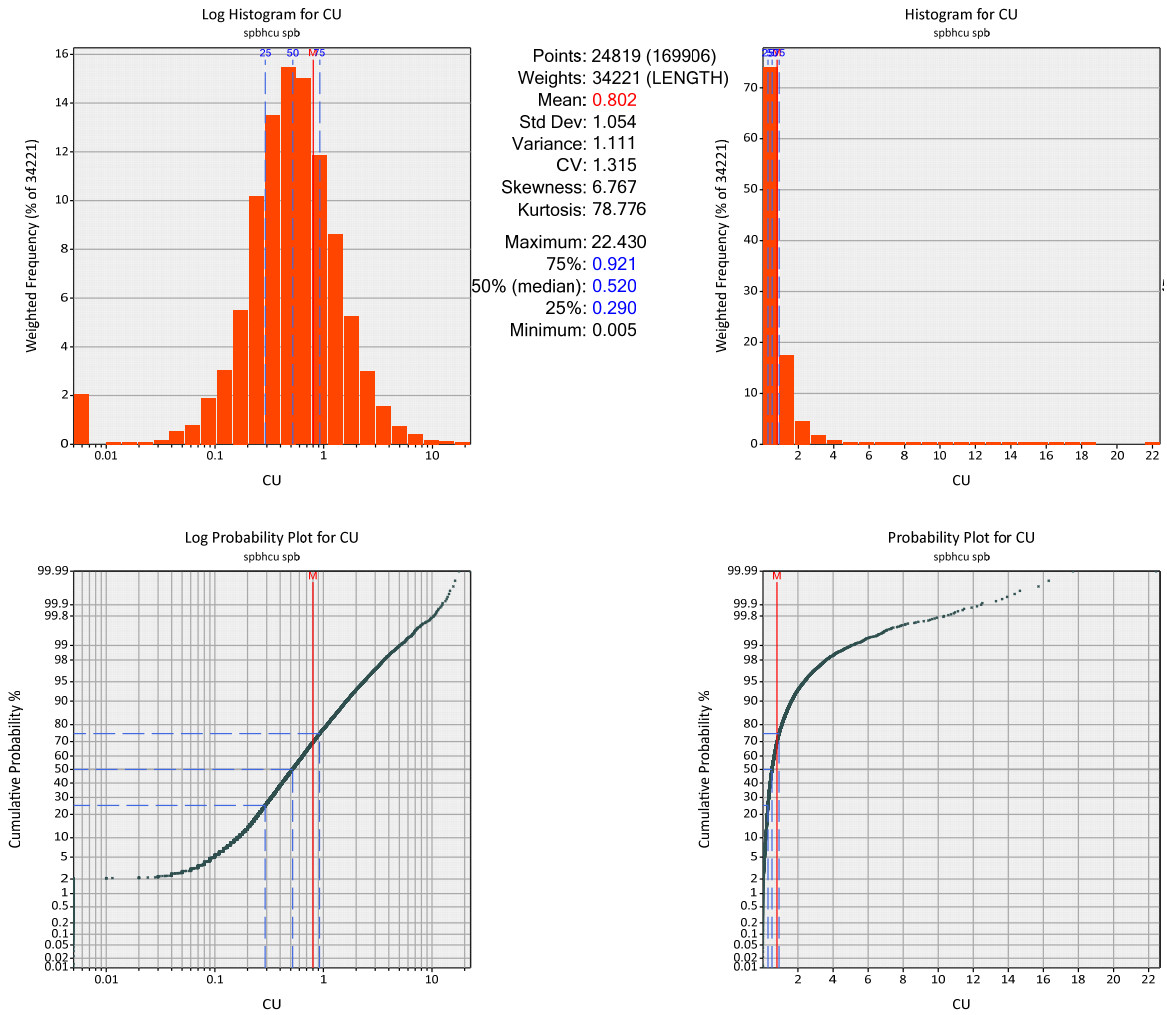 Log Histogram for CU
spbhcu spb
Weighted Frequency (% of 34221)
16
14
12
10
8
6
4
2
0
25 50 M 75
0.01 0.1 1 10
CU
Points: 24819 (169906)
Weights: 34221 (LENGTH)
Mean: 0.802
Std Dev: 1.054
Variance: 1.111
CV: 1.315
Skewness: 6.767
Kurtosis: 78.776
Maximum: 22.430
75%: 0.921
50% (median): 0.520
25%: 0.290
Minimum: 0.005
Histogram for CU
spbhcu spb
Weighted Frequency (% of 34221)
70
60
50
40
30
20
10
0
2 4 6 8 10 12 14 16 18 20 22
CU
Log Probability Plot for CU
spbhcu spb
Cumulative Probability %
M
99.99
99.9
99.8
99
98
95
90
80
70
60
50
40
30
20
10
5
2
1
0.5
0.2
0.1
0.05
0.02
0.01
0.01 0.1 1 10
CU
Probability Plot for CU
spbhcu spb
Cumulative Probability %
M
99.99
99.9
99.8
99
98
95
90
80
70
60
50
40
30
20
10
5
2
1
0.5
0.2
0.1
0.05
0.02
0.01
2 4 6 8 10 12 14 16 18 20 22
CU